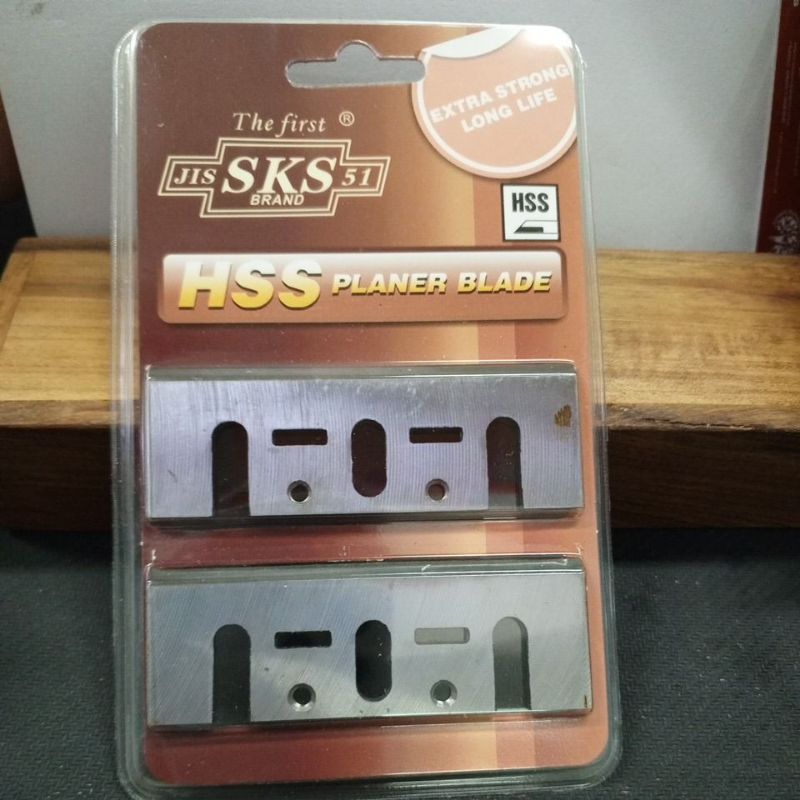 EXTRA STRONG
LONG LIFE
The first ®
JIS SKS 51
BRAND
HSS
HSS PLANER BLADE